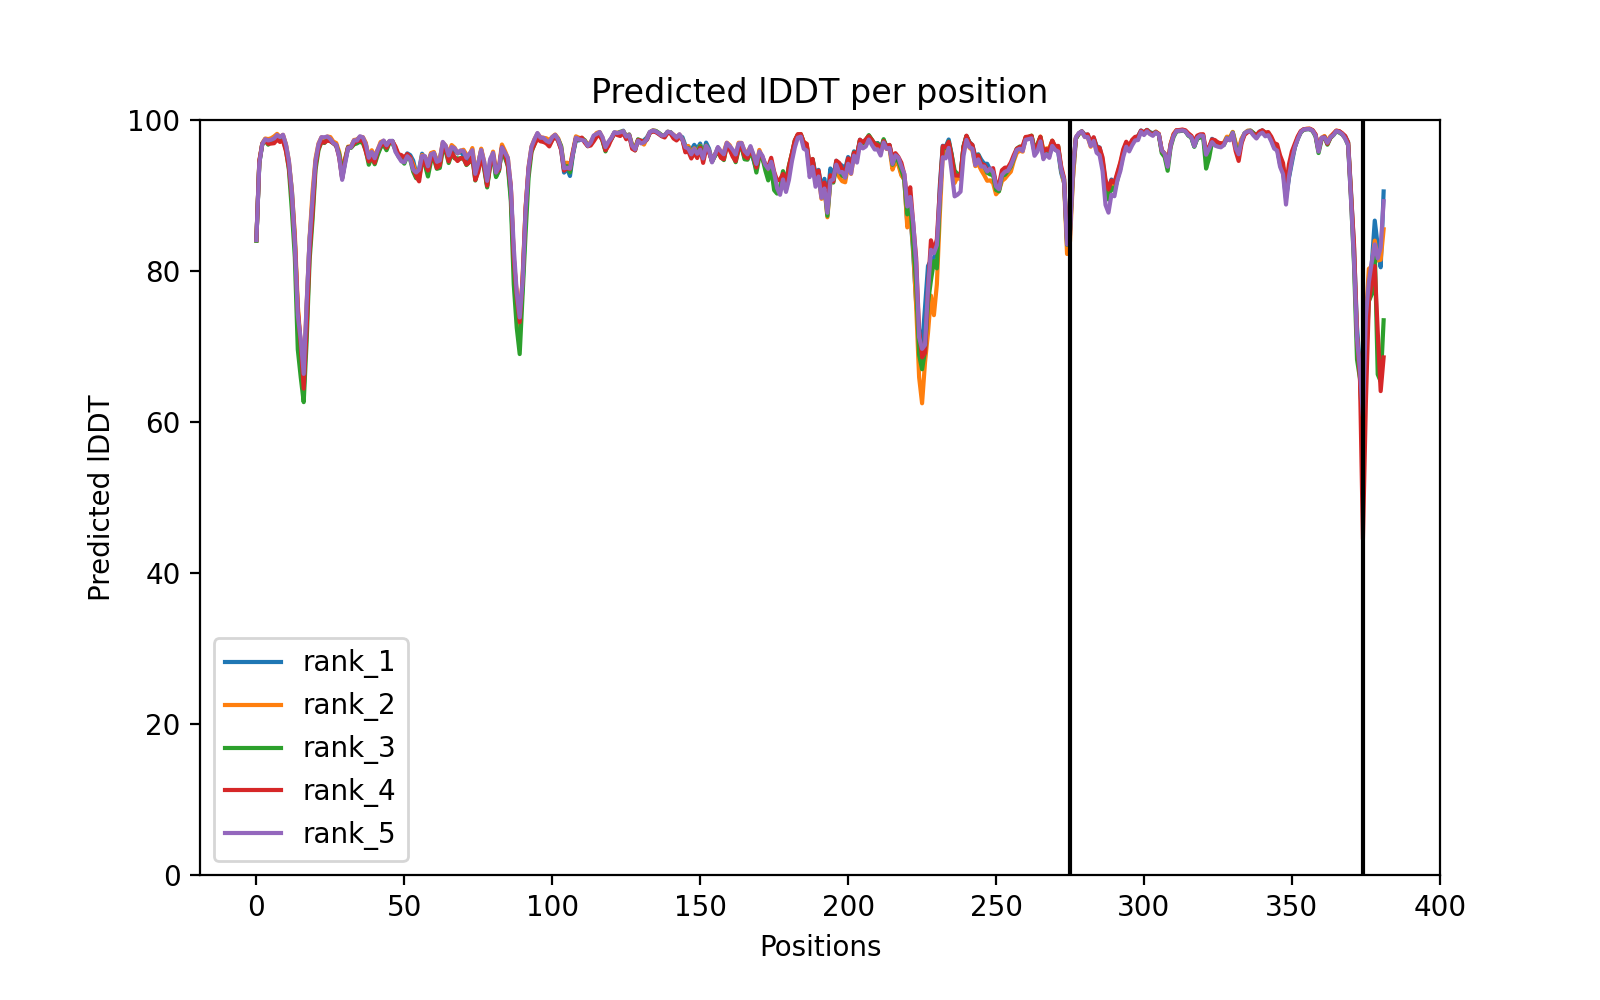 Predicted lDDT per position
100
80
60
40
20
0
Predicted lDDT
rank_1
rank_2
rank_3
rank_4
rank_5
0 50 100 150 200 250 300 350 400
Positions